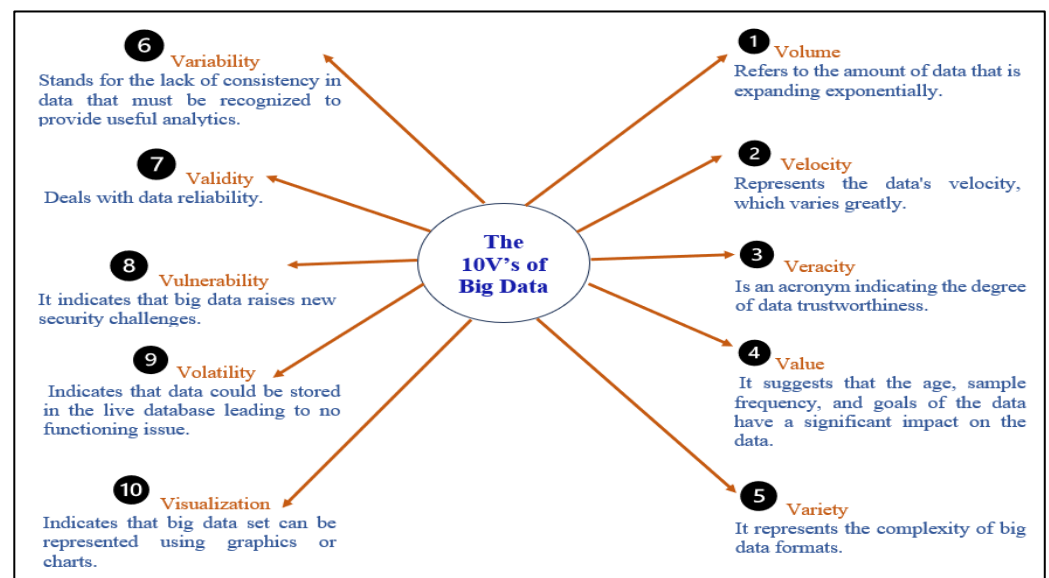 The
10V's of
Big Data
1
Volume
Refers to the amount of data that is
expanding exponentially.
2
Velocity
Represents the data's velocity,
which varies greatly.
3
Veracity
Is an acronym indicating the degree
of data trustworthiness.
4
Value
It suggests that the age, sample
frequency, and goals of the data
have a significant impact on the
data.
5
Variety
It represents the complexity of big
data formats.
6
Variability
Stands for the lack of consistency in
data that must be recognized to
provide useful analytics.
7
Validity
Deals with data reliability.
8
Vulnerability
It indicates that big data raises new
security challenges.
9
Volatility
Indicates that data could be stored
in the live database leading to no
functioning issue.
10
Visualization
Indicates that big data set can be
represented using graphics or
charts.